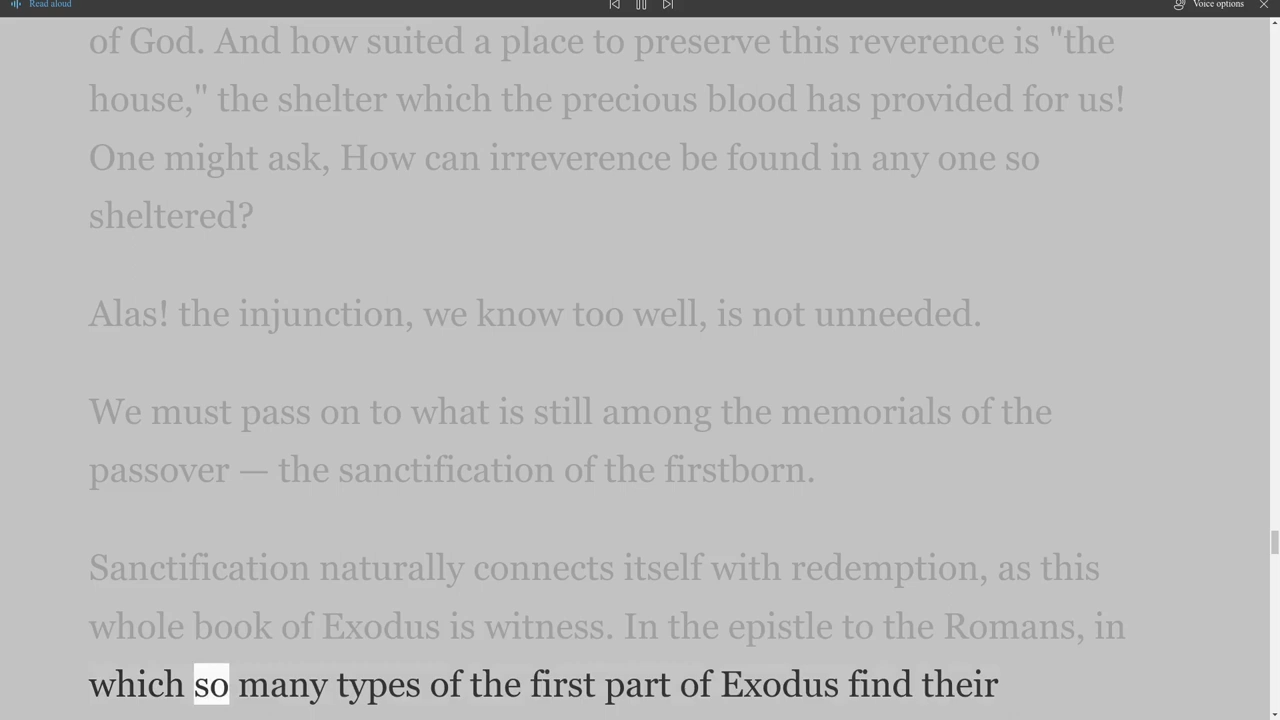 Read aloud
Voice options
of God. And how suited a place to preserve this reverence is "the
house," the shelter which the precious blood has provided for us!
One might ask, How can irreverence be found in any one so
sheltered?
Alas! the injunction, we know too well, is not unneeded.
We must pass on to what is still among the memorials of the
passover — the sanctification of the firstborn.
Sanctification naturally connects itself with redemption, as this
whole book of Exodus is witness. In the epistle to the Romans, in
which so many types of the first part of Exodus find their